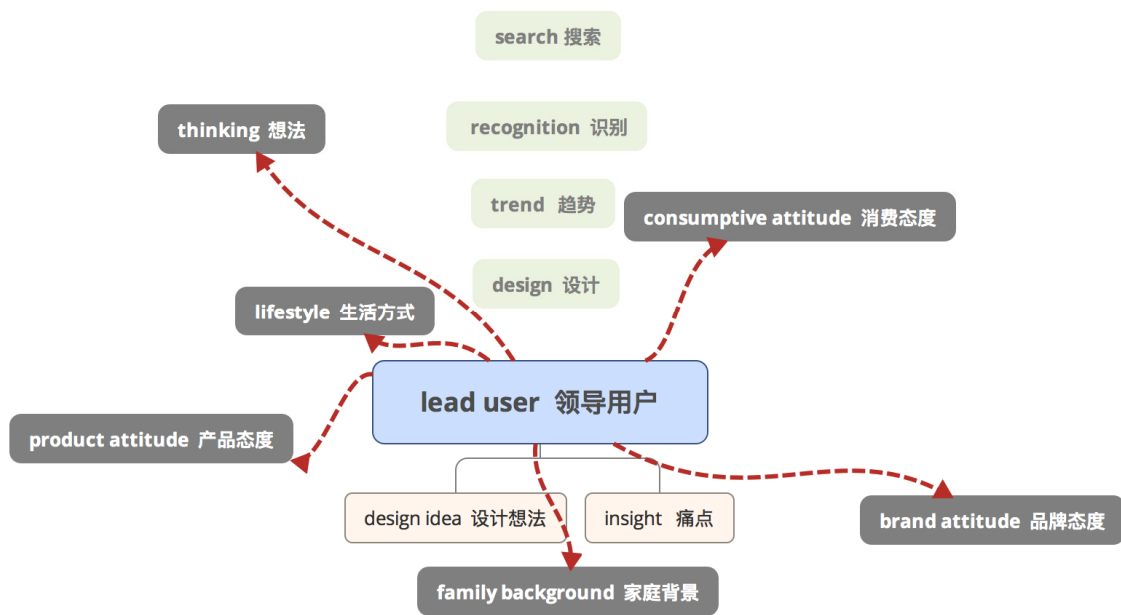 search 搜索
thinking 想法
recognition 识别
trend 趋势
consumptive attitude 消费态度
design 设计
lifestyle 生活方式
lead user 领导用户
product attitude 产品态度
design idea 设计想法
insight 痛点
brand attitude 品牌态度
family background 家庭背景